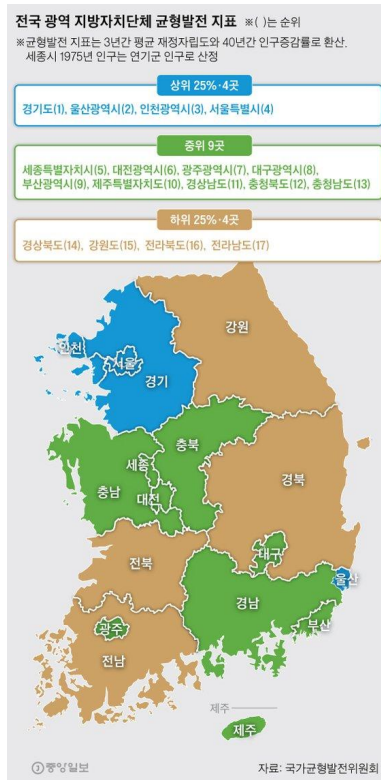 전국 광역 지방자치단체 균형발전 지표 ※( )는 순위
※균형발전 지표는 3년간 평균 재정자립도와 40년간 인구증감률로 환산.
세종시 1975년 인구는 연기군 인구로 산정
상위 25%·4곳
경기도(1), 울산광역시(2), 인천광역시(3), 서울특별시(4)
중위 9곳
세종특별자치시(5), 대전광역시(6), 광주광역시(7), 대구광역시(8),
부산광역시(9), 제주특별자치도(10), 경상남도(11), 충청북도(12), 충청남도(13)
하위 25%·4곳
경상북도(14), 강원도(15), 전라북도(16), 전라남도(17)
강원
인천
서울
경기
충북
세종
경북
충남
대전
대구
전북
울산
경남
광주
부산
전남
제주
제주
중앙일보
자료: 국가균형발전위원회